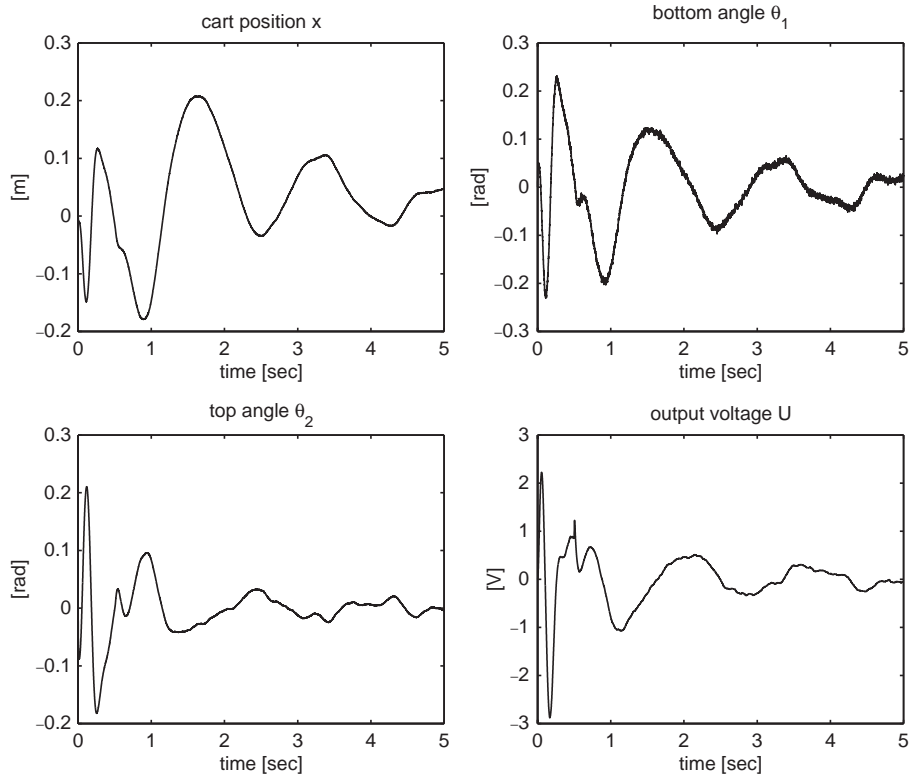 cart position x
0.3
0.2
0.1
0
−0.1
−0.2
[m]
0 1 2 3 4 5
time [sec]
bottom angle θ1
0.3
0.2
0.1
0
−0.1
−0.2
−0.3
[rad]
0 1 2 3 4 5
time [sec]
top angle θ2
0.3
0.2
0.1
0
−0.1
−0.2
[rad]
0 1 2 3 4 5
time [sec]
output voltage U
3
2
1
0
−1
−2
−3
[V]
0 1 2 3 4 5
time [sec]